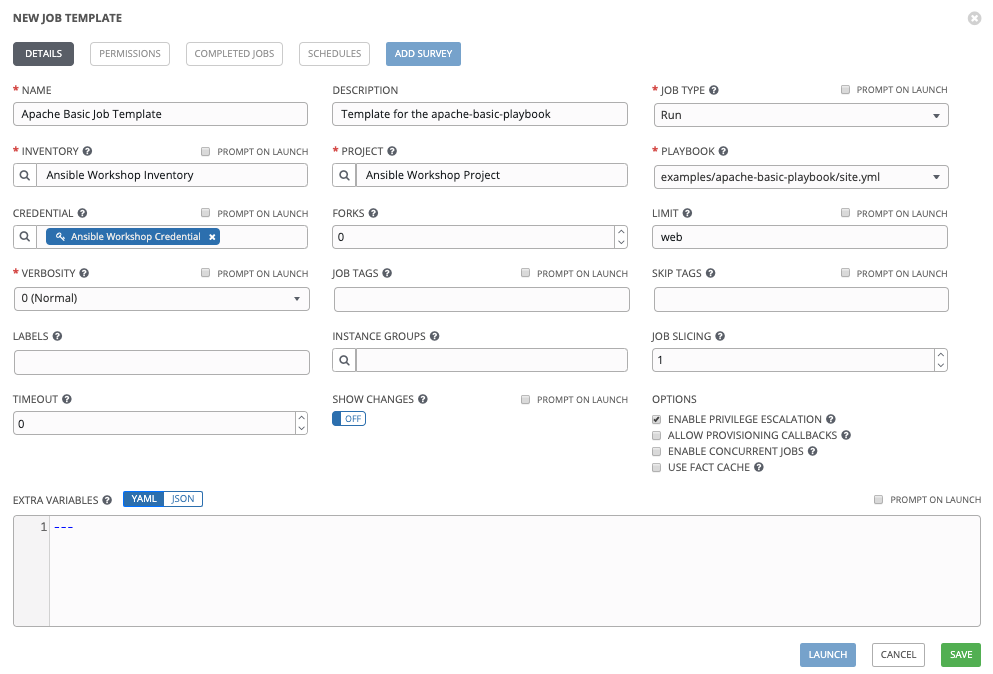 NEW JOB TEMPLATE
DETAILS PERMISSIONS COMPLETED JOBS SCHEDULES ADD SURVEY
* NAME DESCRIPTION * JOB TYPE PROMPT ON LAUNCH
Apache Basic Job Template Template for the apache-basic-playbook Run
* INVENTORY PROMPT ON LAUNCH * PROJECT * PLAYBOOK
Ansible Workshop Inventory Ansible Workshop Project examples/apache-basic-playbook/site.yml
CREDENTIAL PROMPT ON LAUNCH FORKS LIMIT PROMPT ON LAUNCH
Ansible Workshop Credential × 0 web
* VERBOSITY PROMPT ON LAUNCH JOB TAGS PROMPT ON LAUNCH SKIP TAGS PROMPT ON LAUNCH
0 (Normal)
LABELS INSTANCE GROUPS JOB SLICING
1
TIMEOUT SHOW CHANGES PROMPT ON LAUNCH OPTIONS
0 OFF ENABLE PRIVILEGE ESCALATION
ALLOW PROVISIONING CALLBACKS
ENABLE CONCURRENT JOBS
USE FACT CACHE
EXTRA VARIABLES YAML JSON PROMPT ON LAUNCH
1 ---
LAUNCH CANCEL SAVE